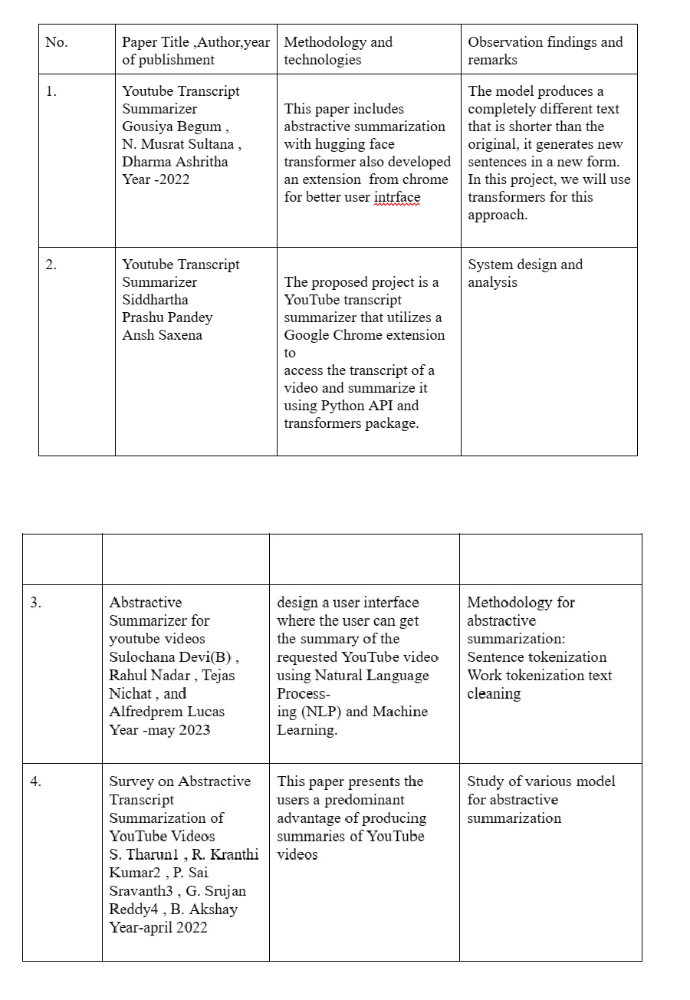 No.
Paper Title ,Author,year
of publishment
Methodology and
technologies
Observation findings and
remarks
1.
Youtube Transcript
Summarizer
Gousiya Begum ,
N. Musrat Sultana ,
Dharma Ashritha
Year -2022
This paper includes
abstractive summarization
with hugging face
transformer also developed
an extension from chrome
for better user intrface
The model produces a
completely different text
that is shorter than the
original, it generates new
sentences in a new form.
In this project, we will use
transformers for this
approach.
2.
Youtube Transcript
Summarizer
Siddhartha
Prashu Pandey
Ansh Saxena
The proposed project is a
YouTube transcript
summarizer that utilizes a
Google Chrome extension
to
access the transcript of a
video and summarize it
using Python API and
transformers package.
System design and
analysis
3.
Abstractive
Summarizer for
youtube videos
Sulochana Devi(B) ,
Rahul Nadar , Tejas
Nichat , and
Alfredprem Lucas
Year -may 2023
design a user interface
where the user can get
the summary of the
requested YouTube video
using Natural Language
Process-
ing (NLP) and Machine
Learning.
Methodology for
abstractive
summarization:
Sentence tokenization
Work tokenization text
cleaning
4.
Survey on Abstractive
Transcript
Summarization of
YouTube Videos
S. Tharun1 , R. Kranthi
Kumar2 , P. Sai
Sravanth3 , G. Srujan
Reddy4 , B. Akshay
Year-april 2022
This paper presents the
users a predominant
advantage of producing
summaries of YouTube
videos
Study of various model
for abstractive
summarization